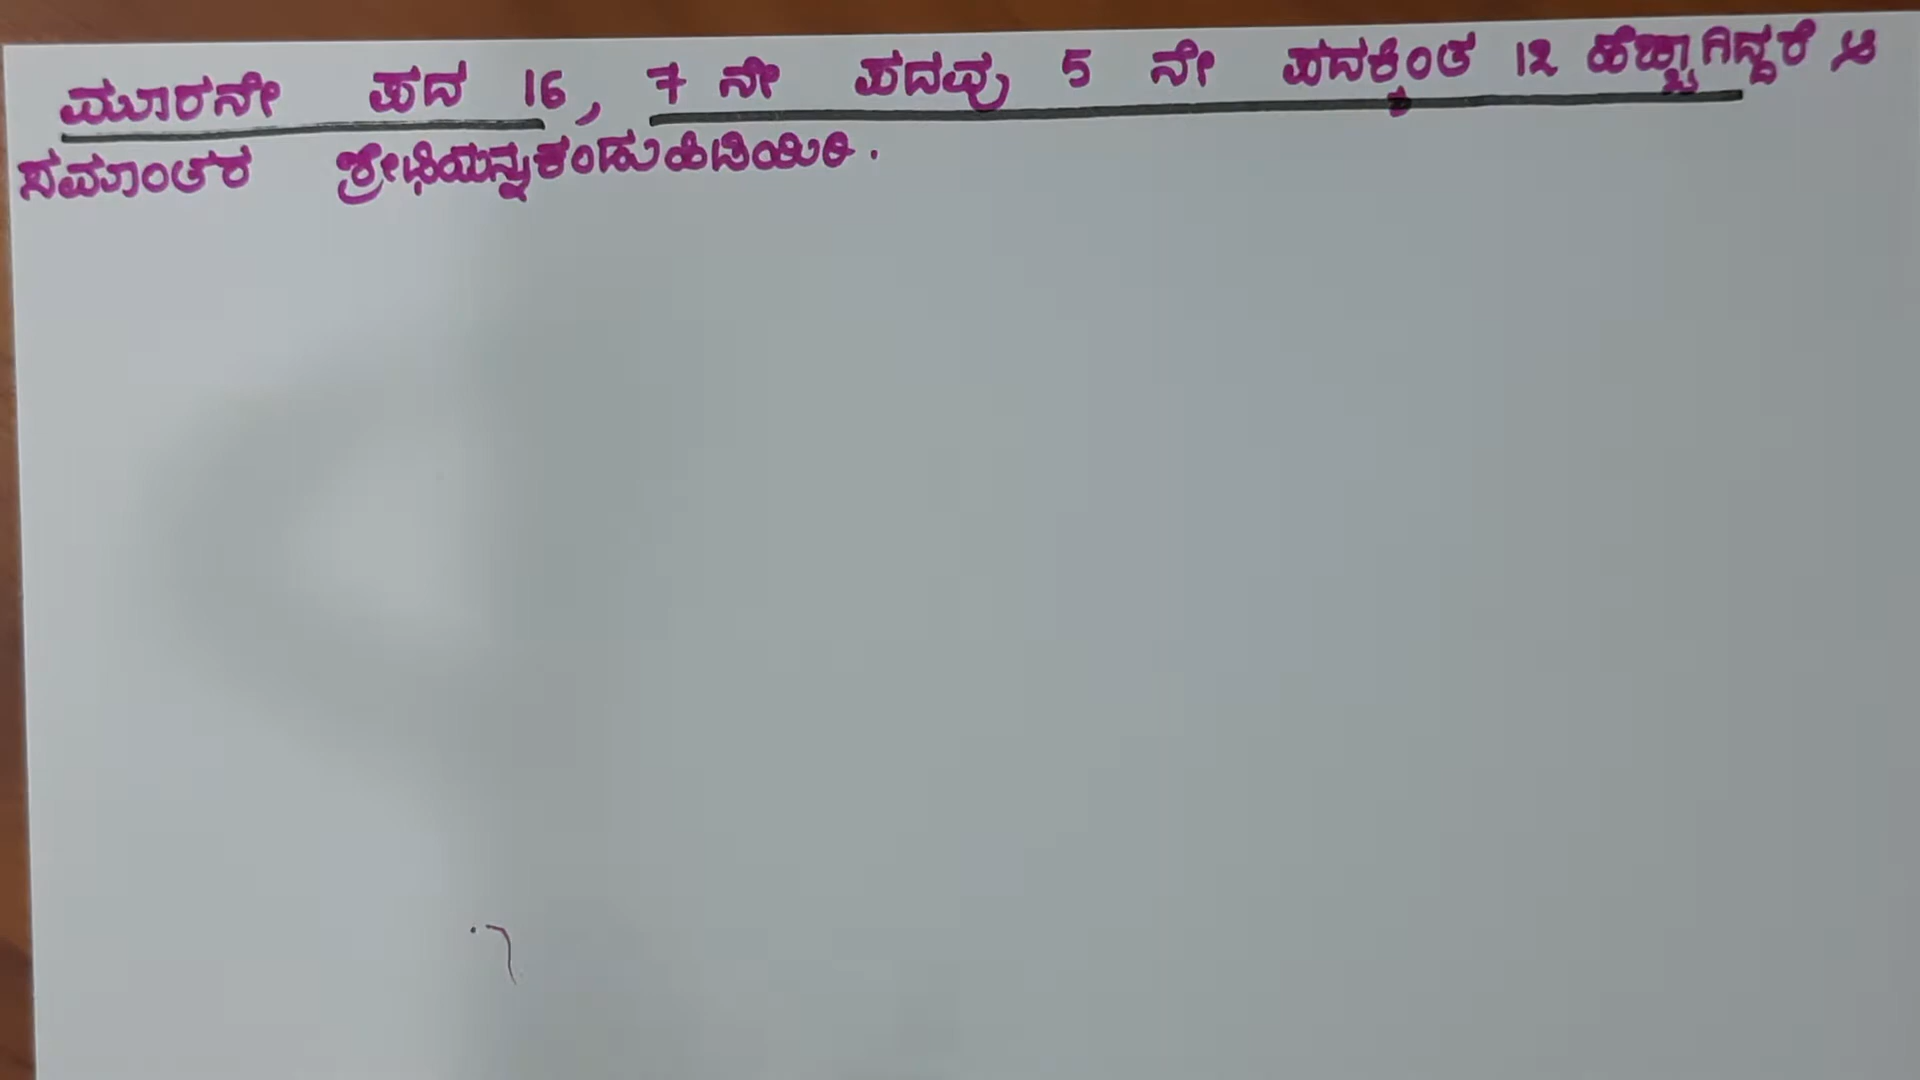 ಮೂರನೇ ಪದ 16, 7 ನೇ ಪದವು 5 ನೇ ಪದಕ್ಕಿಂತ 12 ಹೆಚ್ಚಾಗಿದ್ದರೆ ಆ
ಸಮಾಂತರ ಶ್ರೇಢಿಯನ್ನು ಕಂಡುಹಿಡಿಯಿರಿ.